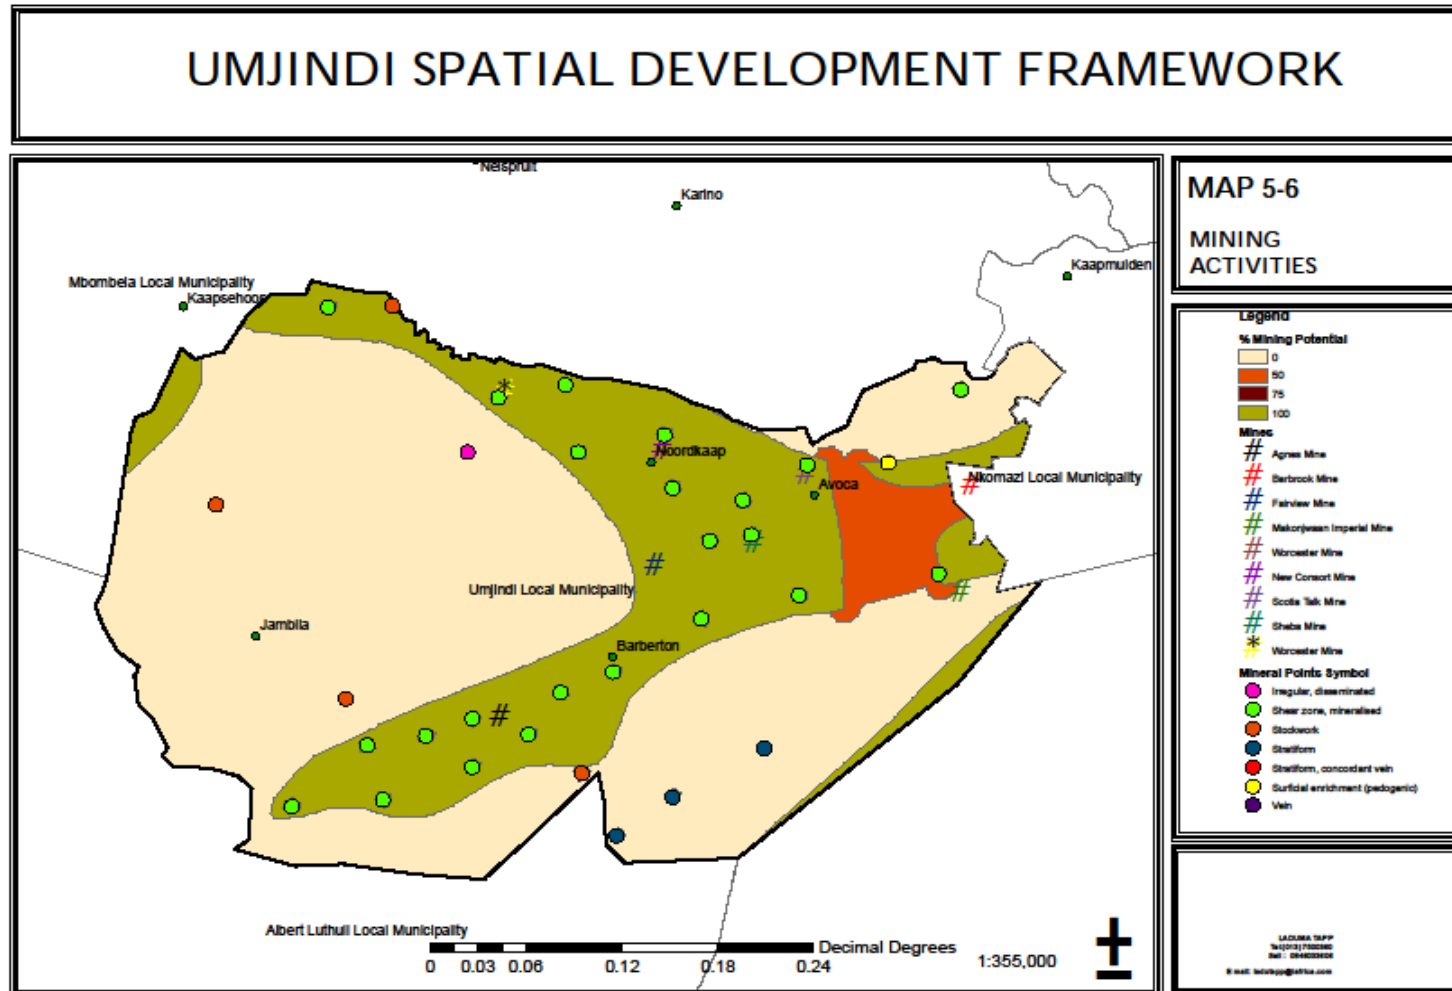 UMJINDI SPATIAL DEVELOPMENT FRAMEWORK
MAP 5-6
MINING
ACTIVITIES
Nelspruit
Karino
Kaapmuiden
Mbombela Local Municipality
Kaapsehoop
Noordkaap
Avoca
Nkomazi Local Municipality
Umjindi Local Municipality
Jambila
Barberton
Albert Luthuli Local Municipality
Decimal Degrees
0 0.03 0.06 0.12 0.18 0.24
1:355,000
Legend
% Mining Potential
0
50
75
100
Mines
# Agnes Mine
# Barbrook Mine
# Fairview Mine
# Makonjwaan Imperial Mine
# Worcester Mine
# New Consort Mine
# Scotia Talk Mine
# Sheba Mine
# Worcester Mine
Mineral Points Symbol
Irregular, disseminated
Shear zone, mineralised
Stockwork
Stratiform
Stratiform, concordant vein
Surficial enrichment (pedogenic)
Vein
LADUMA TAPP